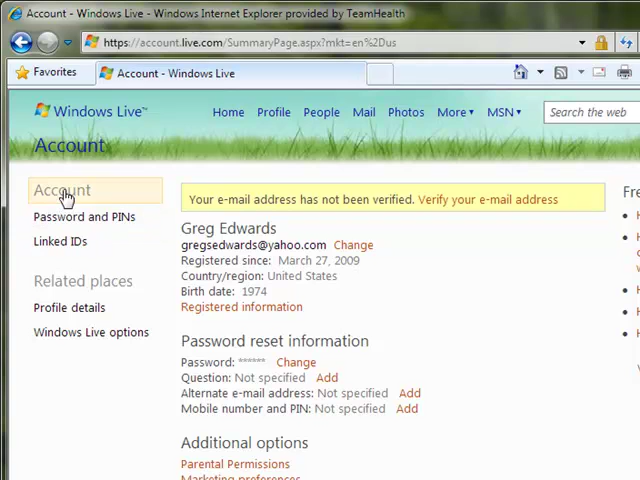 Account - Windows Live - Windows Internet Explorer provided by TeamHealth
https://account.live.com/SummaryPage.aspx?mkt=en%2Dus
Favorites
Account - Windows Live
Windows Live™
Home
Profile
People
Mail
Photos
More
MSN
Search the web
Account
Account
Password and PINs
Linked IDs
Related places
Profile details
Windows Live options
Your e-mail address has not been verified. Verify your e-mail address
Greg Edwards
gregsedwards@yahoo.com Change
Registered since: March 27, 2009
Country/region: United States
Birth date: 1974
Registered information
Password reset information
Password: ****** Change
Question: Not specified Add
Alternate e-mail address: Not specified Add
Mobile number and PIN: Not specified Add
Additional options
Parental Permissions
Marketing preferences
Fre